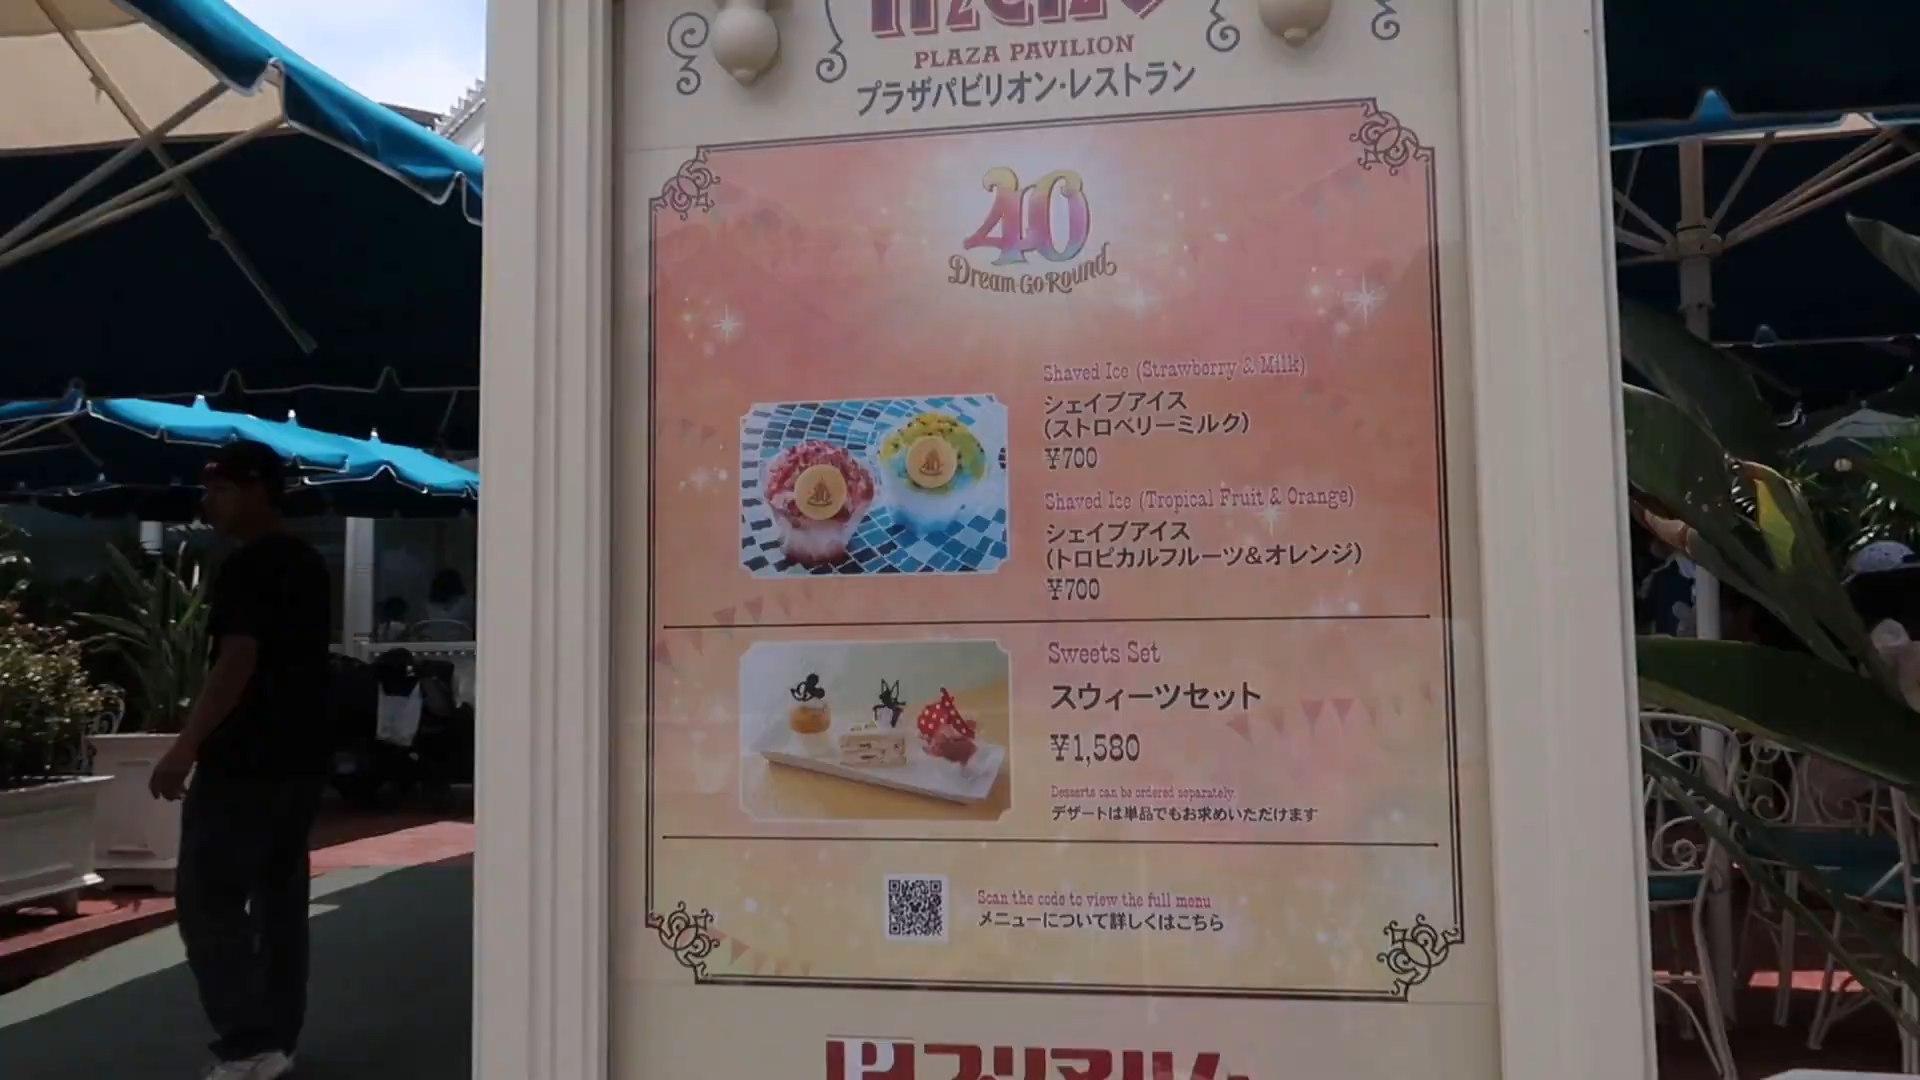 PLAZA PAVILION
プラザパビリオン・レストラン
40
Dream-Go-Round
Shaved Ice (Strawberry & Milk)
シェイブアイス
(ストロベリーミルク)
¥700
Shaved Ice (Tropical Fruit & Orange)
シェイブアイス
(トロピカルフルーツ&オレンジ)
¥700
Sweets Set
スウィーツセット
¥1,580
Desserts can be ordered separately.
デザートは単品でもお求めいただけます
Scan the code to view the full menu
メニューについて詳しくはこちら